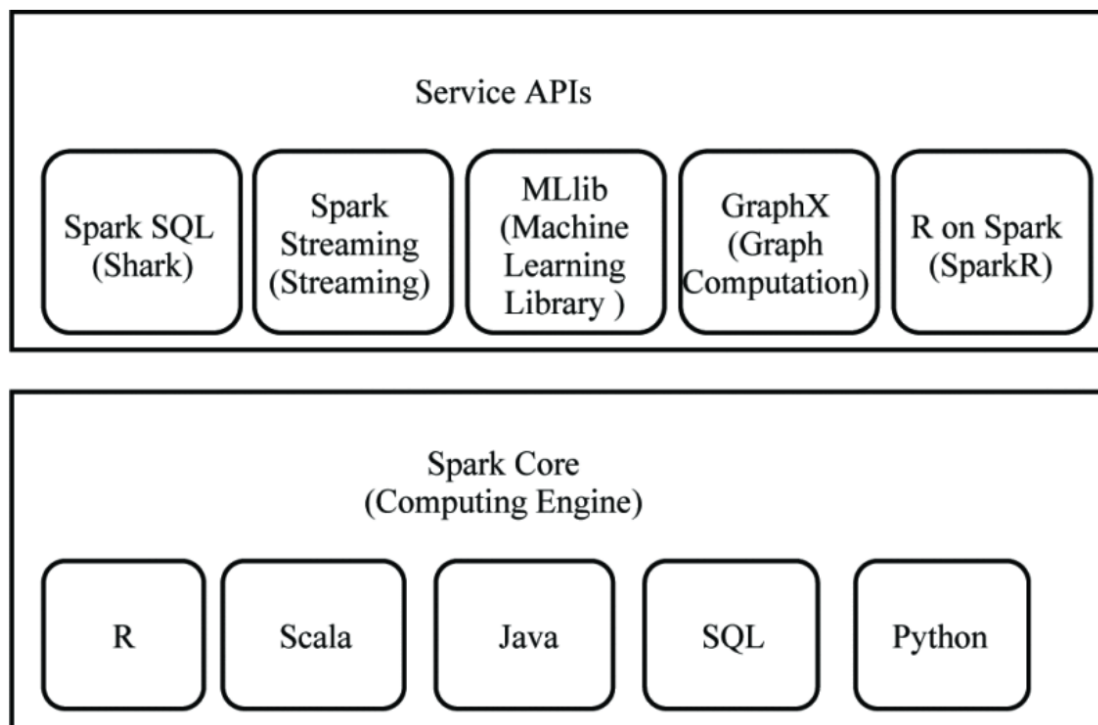 Service APIs
Spark SQL
(Shark)
Spark
Streaming
(Streaming)
MLlib
(Machine
Learning
Library )
GraphX
(Graph
Computation)
R on Spark
(SparkR)
Spark Core
(Computing Engine)
R
Scala
Java
SQL
Python